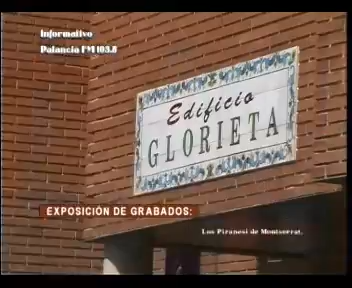 Informativo
Palancia FM 103.8
Edificio
GLORIETA
EXPOSICIÓN DE GRABADOS:
Los Piranesi de Montserrat.